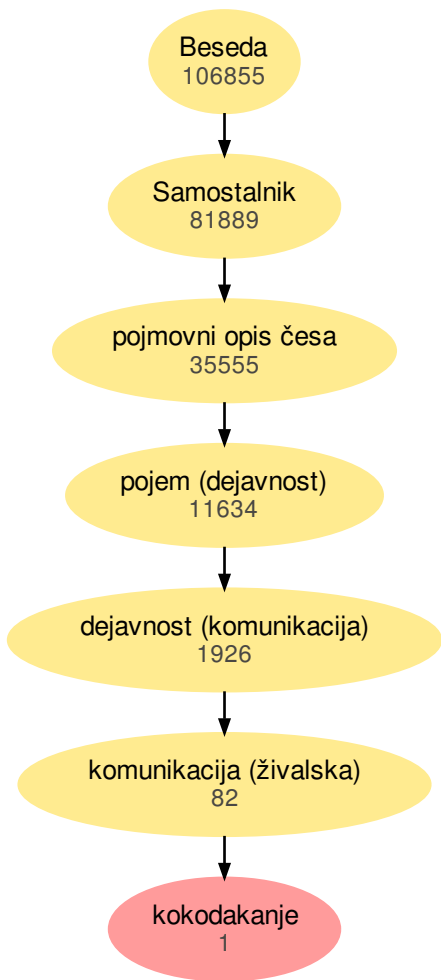 Beseda
106855
Samostalnik
81889
pojmovni opis česa
35555
pojem (dejavnost)
11634
dejavnost (komunikacija)
1926
komunikacija (živalska)
82
kokodakanje
1